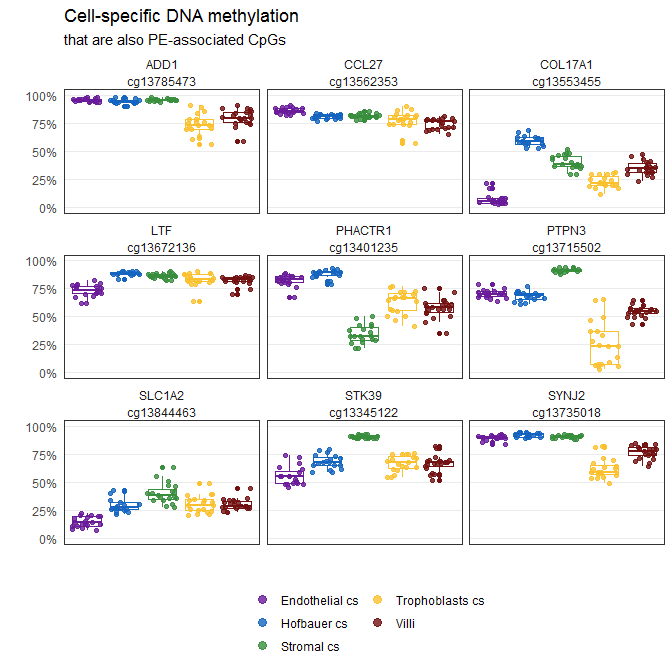 Cell-specific DNA methylation
that are also PE-associated CpGs
ADD1 CCL27 COL17A1
cg13785473 cg13562353 cg13553455
100%
75%
50%
25%
0%
LTF PHACTR1 PTPN3
cg13672136 cg13401235 cg13715502
100%
75%
50%
25%
0%
SLC1A2 STK39 SYNJ2
cg13844463 cg13345122 cg13735018
100%
75%
50%
25%
0%
Endothelial cs Trophoblasts cs
Hofbauer cs Villi
Stromal cs